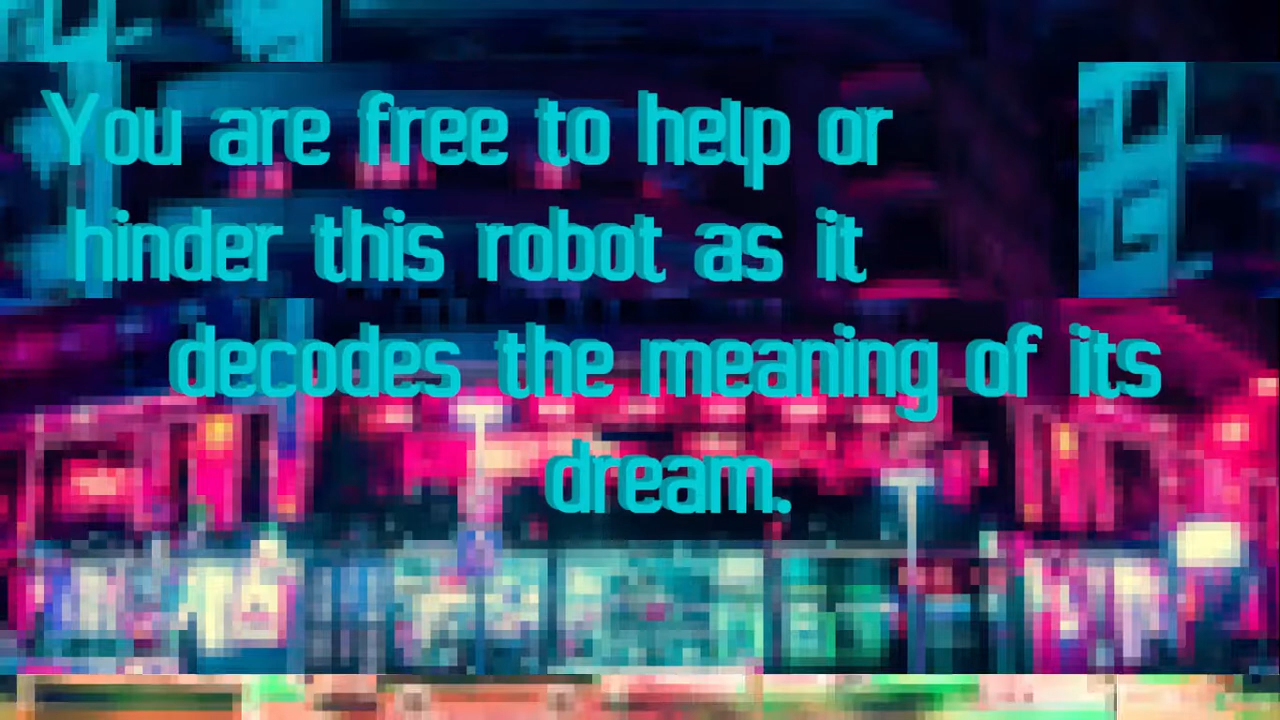 You are free to help or
hinder this robot as it
decodes the meaning of its
dream.